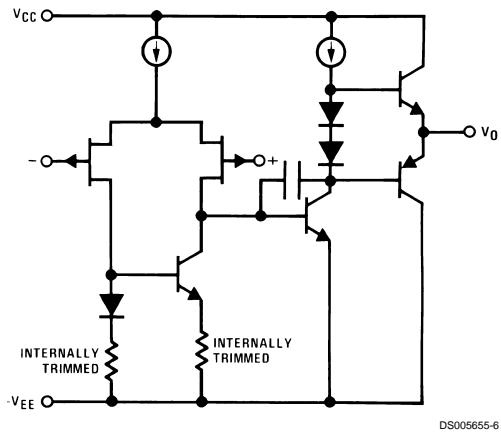 VCC
−
+
VO
INTERNALLY
TRIMMED
INTERNALLY
TRIMMED
-VEE
DS005655-6